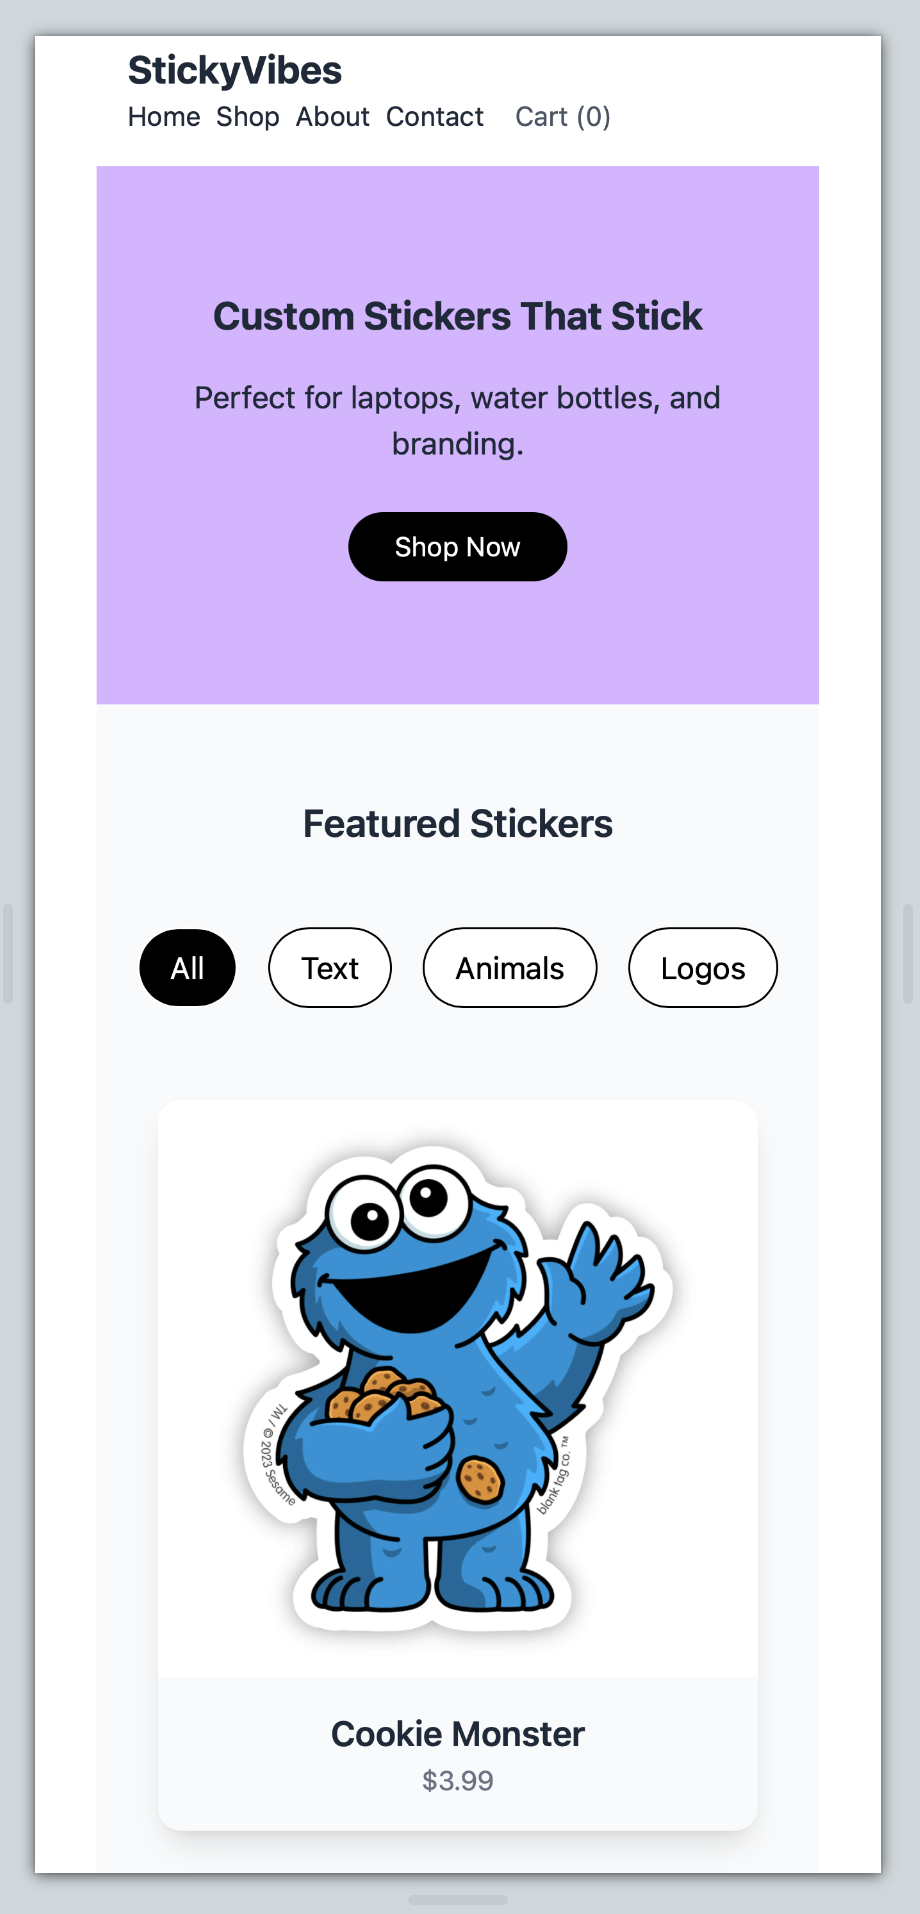 StickyVibes
Home Shop About Contact Cart (0)
Custom Stickers That Stick
Perfect for laptops, water bottles, and
branding.
Shop Now
Featured Stickers
All Text Animals Logos
TM / © 2023 Sesame
blank tag co. ™
Cookie Monster
$3.99